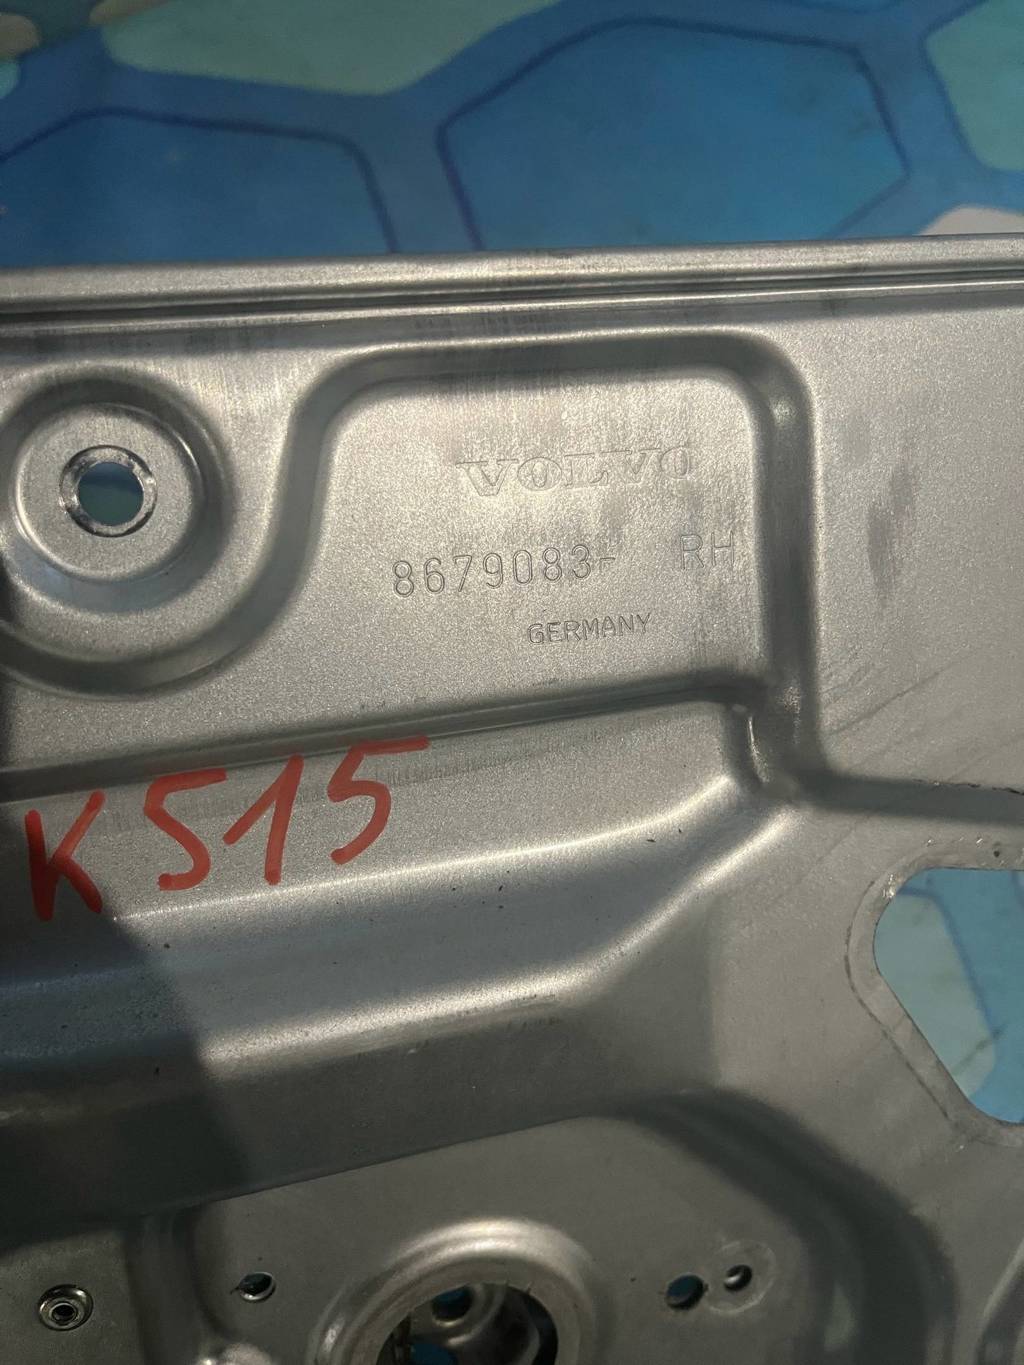 VOLVO
8679083- RH
GERMANY
K515